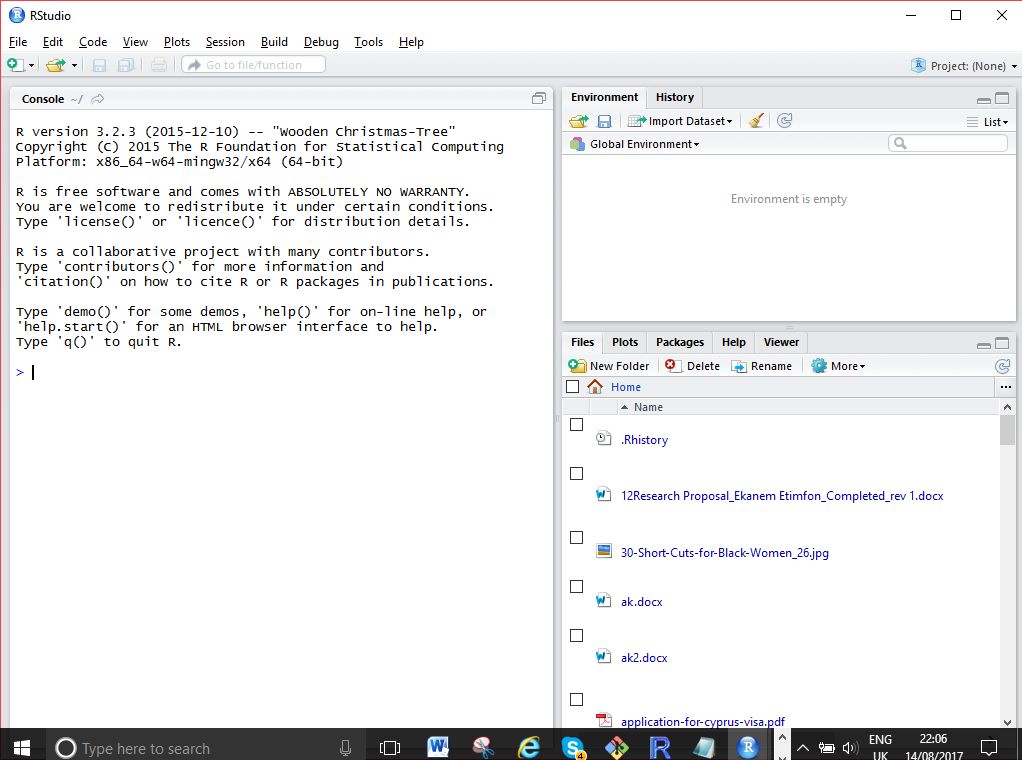 RStudio
File Edit Code View Plots Session Build Debug Tools Help
Go to file/function
Project: (None)
Console ~/
R version 3.2.3 (2015-12-10) -- "Wooden Christmas-Tree"
Copyright (C) 2015 The R Foundation for Statistical Computing
Platform: x86_64-w64-mingw32/x64 (64-bit)
R is free software and comes with ABSOLUTELY NO WARRANTY.
You are welcome to redistribute it under certain conditions.
Type 'license()' or 'licence()' for distribution details.
R is a collaborative project with many contributors.
Type 'contributors()' for more information and
'citation()' on how to cite R or R packages in publications.
Type 'demo()' for some demos, 'help()' for on-line help, or
'help.start()' for an HTML browser interface to help.
Type 'q()' to quit R.
>
Environment History
Import Dataset List
Global Environment
Environment is empty
Files Plots Packages Help Viewer
New Folder Delete Rename More
Home ...
Name
.Rhistory
12Research Proposal_Ekanem Etimfon_Completed_rev 1.docx
30-Short-Cuts-for-Black-Women_26.jpg
ak.docx
ak2.docx
application-for-cyprus-visa.pdf
Type here to search
4
ENG
UK
22:06
14/08/2017